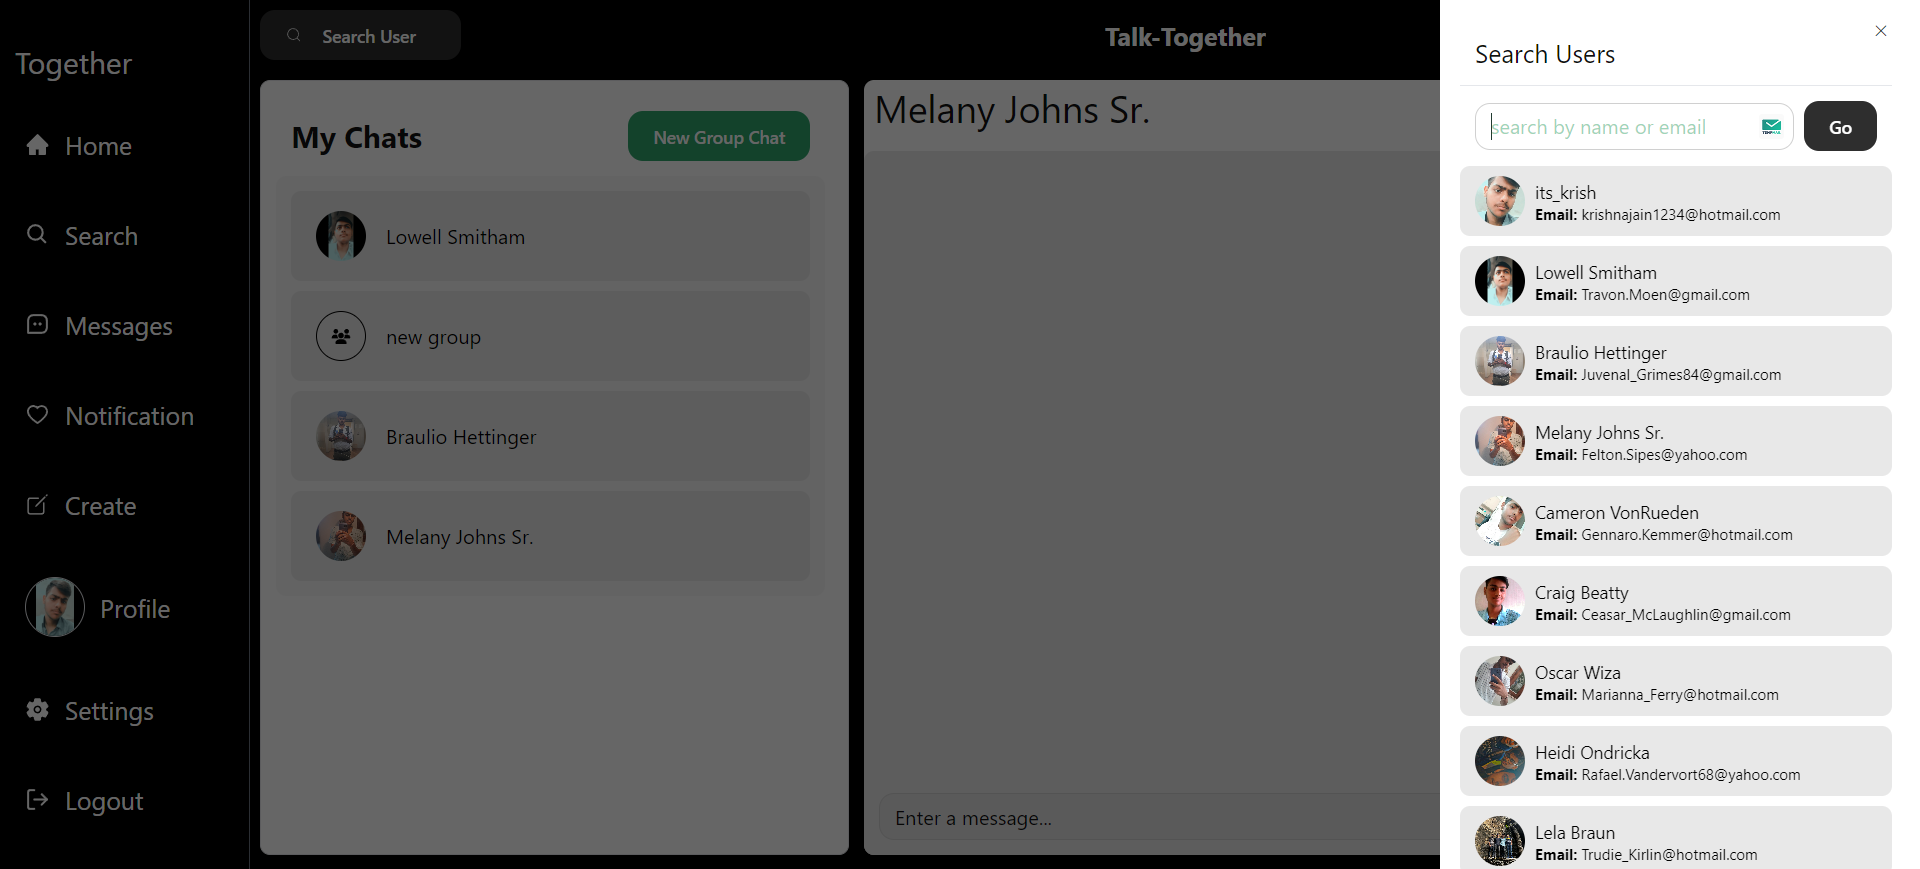 Together
Home
Search
Messages
Notification
Create
Profile
Settings
Logout
Search User
Talk-Together
My Chats
New Group Chat
Lowell Smitham
new group
Braulio Hettinger
Melany Johns Sr.
Melany Johns Sr.
Enter a message...
Search Users
search by name or email
Go
its_krish
Email: krishnajain1234@hotmail.com
Lowell Smitham
Email: Travon.Moen@gmail.com
Braulio Hettinger
Email: Juvenal_Grimes84@gmail.com
Melany Johns Sr.
Email: Felton.Sipes@yahoo.com
Cameron VonRueden
Email: Gennaro.Kemmer@hotmail.com
Craig Beatty
Email: Ceasar_McLaughlin@gmail.com
Oscar Wiza
Email: Marianna_Ferry@hotmail.com
Heidi Ondricka
Email: Rafael.Vandervort68@yahoo.com
Lela Braun
Email: Trudie_Kirlin@hotmail.com